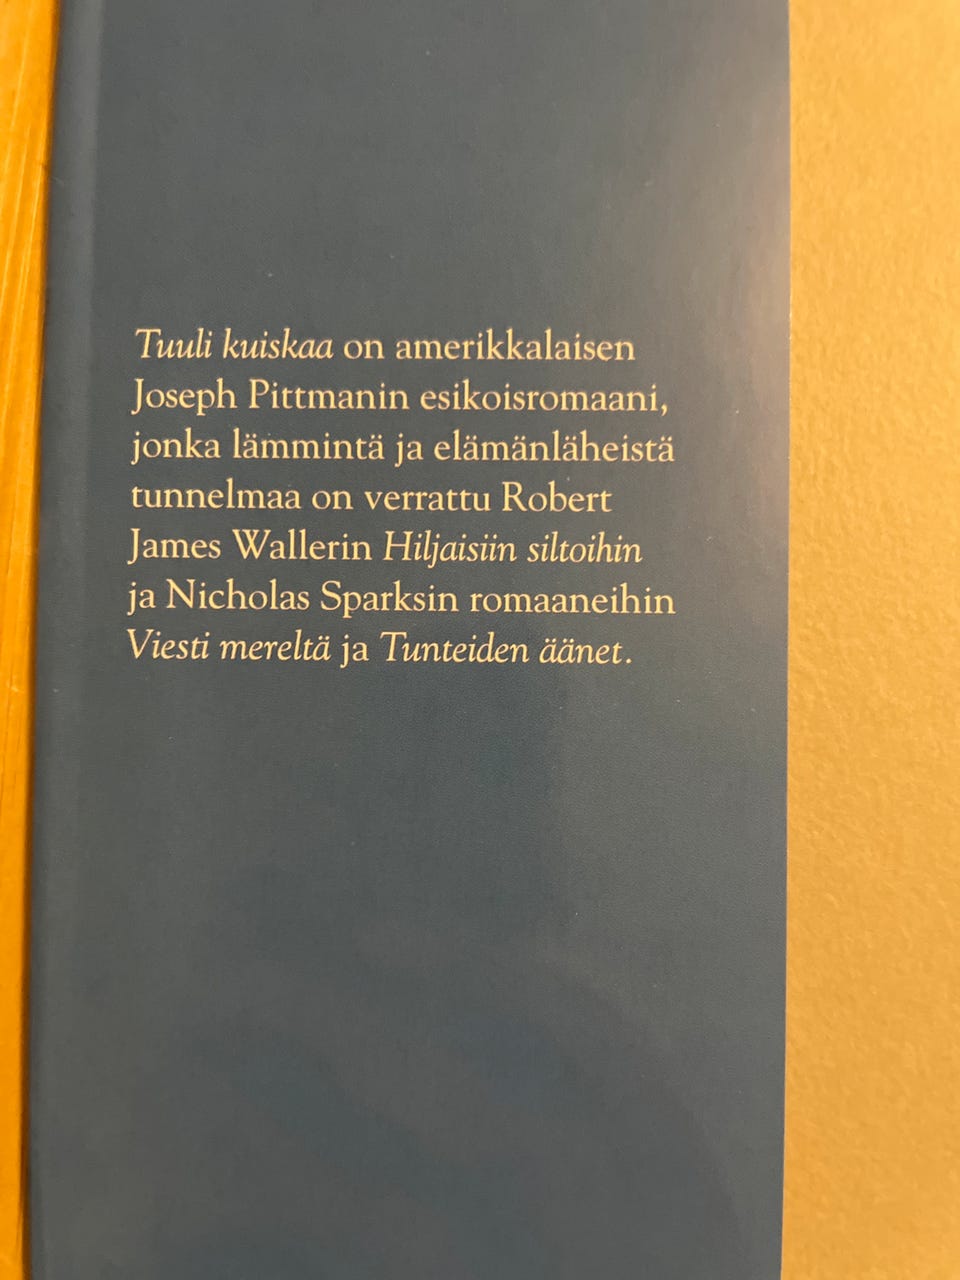 Tuuli kuiskaa on amerikkalaisen
Joseph Pittmanin esikoisromaani,
jonka lämmintä ja elämänläheistä
tunnelmaa on verrattu Robert
James Wallerin Hiljaisiin siltoihin
ja Nicholas Sparksin romaaneihin
Viesti mereltä ja Tunteiden äänet.